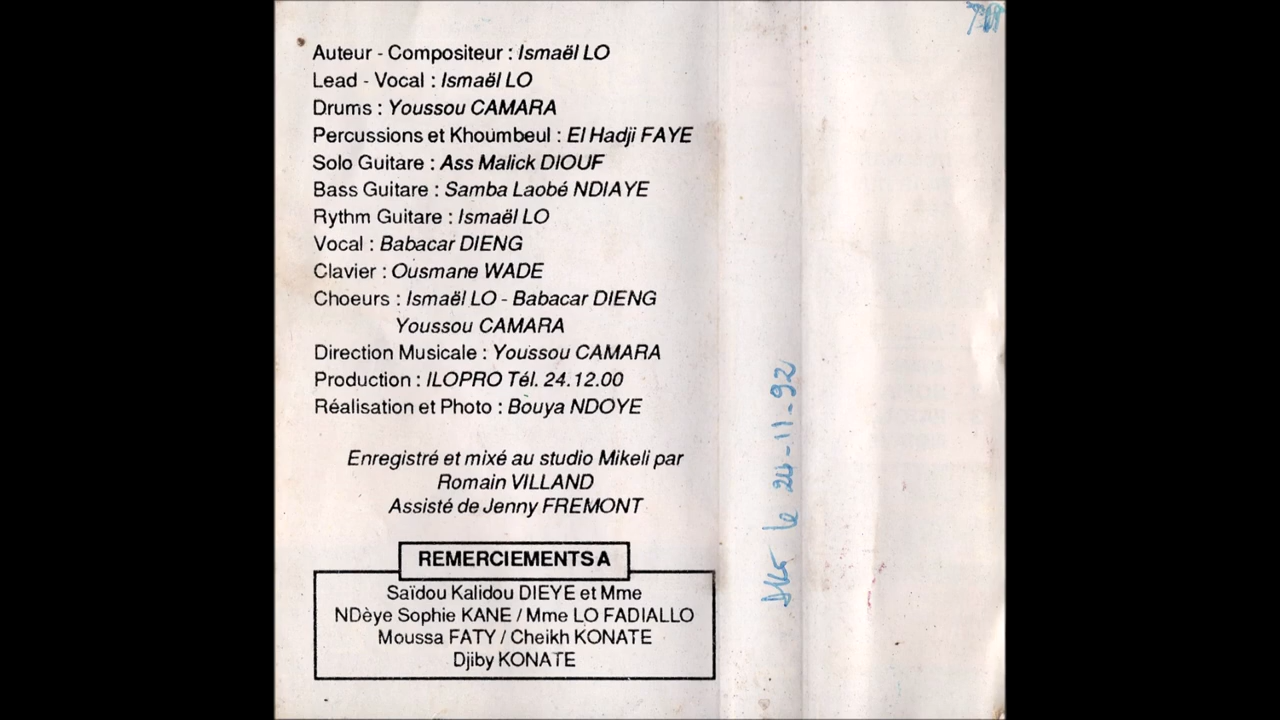 Auteur - Compositeur : Ismaël LO
Lead - Vocal : Ismaël LO
Drums : Youssou CAMARA
Percussions et Khoumbeul : El Hadji FAYE
Solo Guitare : Ass Malick DIOUF
Bass Guitare : Samba Laobé NDIAYE
Rythm Guitare : Ismaël LO
Vocal : Babacar DIENG
Clavier : Ousmane WADE
Choeurs : Ismaël LO - Babacar DIENG
Youssou CAMARA
Direction Musicale : Youssou CAMARA
Production : ILOPRO Tél. 24.12.00
Réalisation et Photo : Bouya NDOYE
Enregistré et mixé au studio Mikeli par
Romain VILLAND
Assisté de Jenny FREMONT
REMERCIEMENTS A
Saïdou Kalidou DIEYE et Mme
NDèye Sophie KANE / Mme LO FADIALLO
Moussa FATY / Cheikh KONATE
Djiby KONATE
le 24-11-92